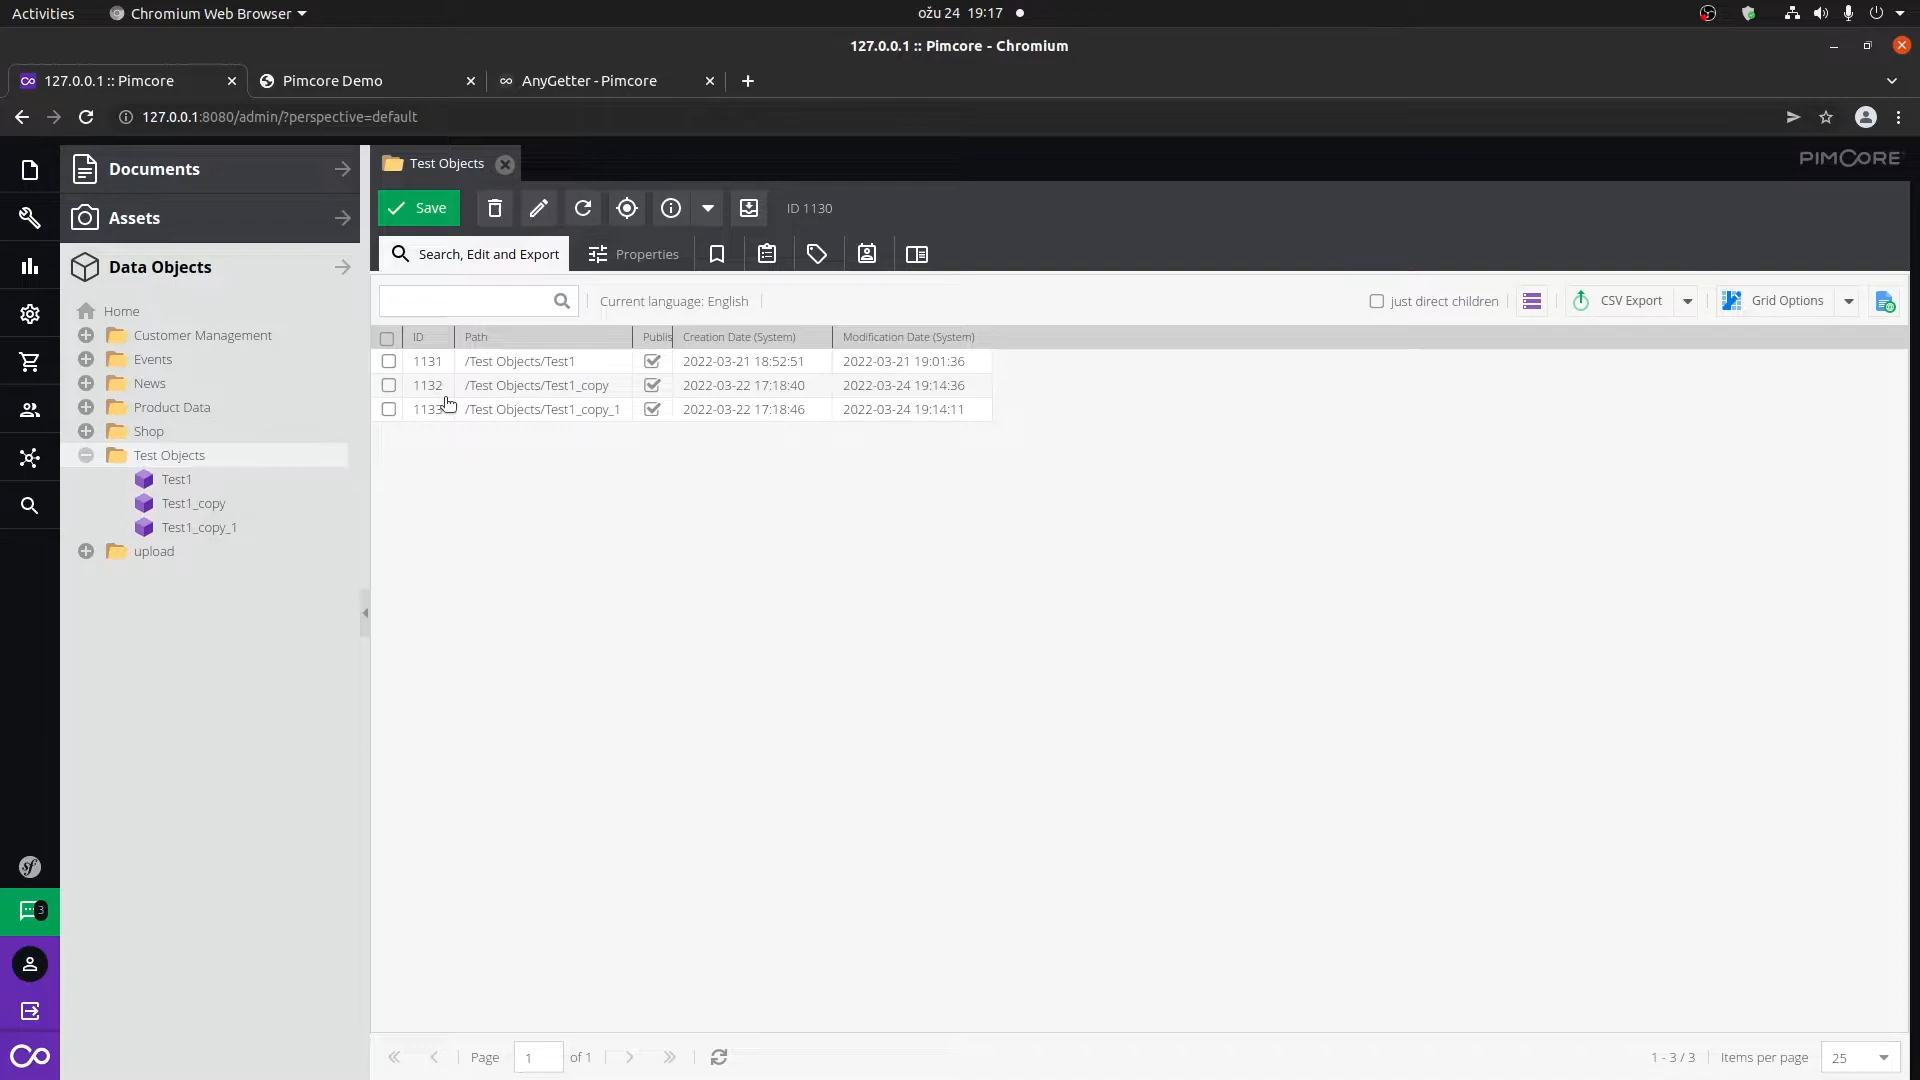 Activities Chromium Web Browser ožu 24 19:17
127.0.0.1 :: Pimcore - Chromium
127.0.0.1 :: Pimcore Pimcore Demo AnyGetter - Pimcore
127.0.0.1:8080/admin/?perspective=default
Documents
Assets
Data Objects
Home
Customer Management
Events
News
Product Data
Shop
Test Objects
Test1
Test1_copy
Test1_copy_1
upload
3
Test Objects
PIMCORE
Save ID 1130
Search, Edit and Export Properties
Current language: English just direct children CSV Export Grid Options
ID Path Publis Creation Date (System) Modification Date (System)
1131 /Test Objects/Test1 2022-03-21 18:52:51 2022-03-21 19:01:36
1132 /Test Objects/Test1_copy 2022-03-22 17:18:40 2022-03-24 19:14:36
1133 /Test Objects/Test1_copy_1 2022-03-22 17:18:46 2022-03-24 19:14:11
Page 1 of 1 1 - 3 / 3 Items per page 25